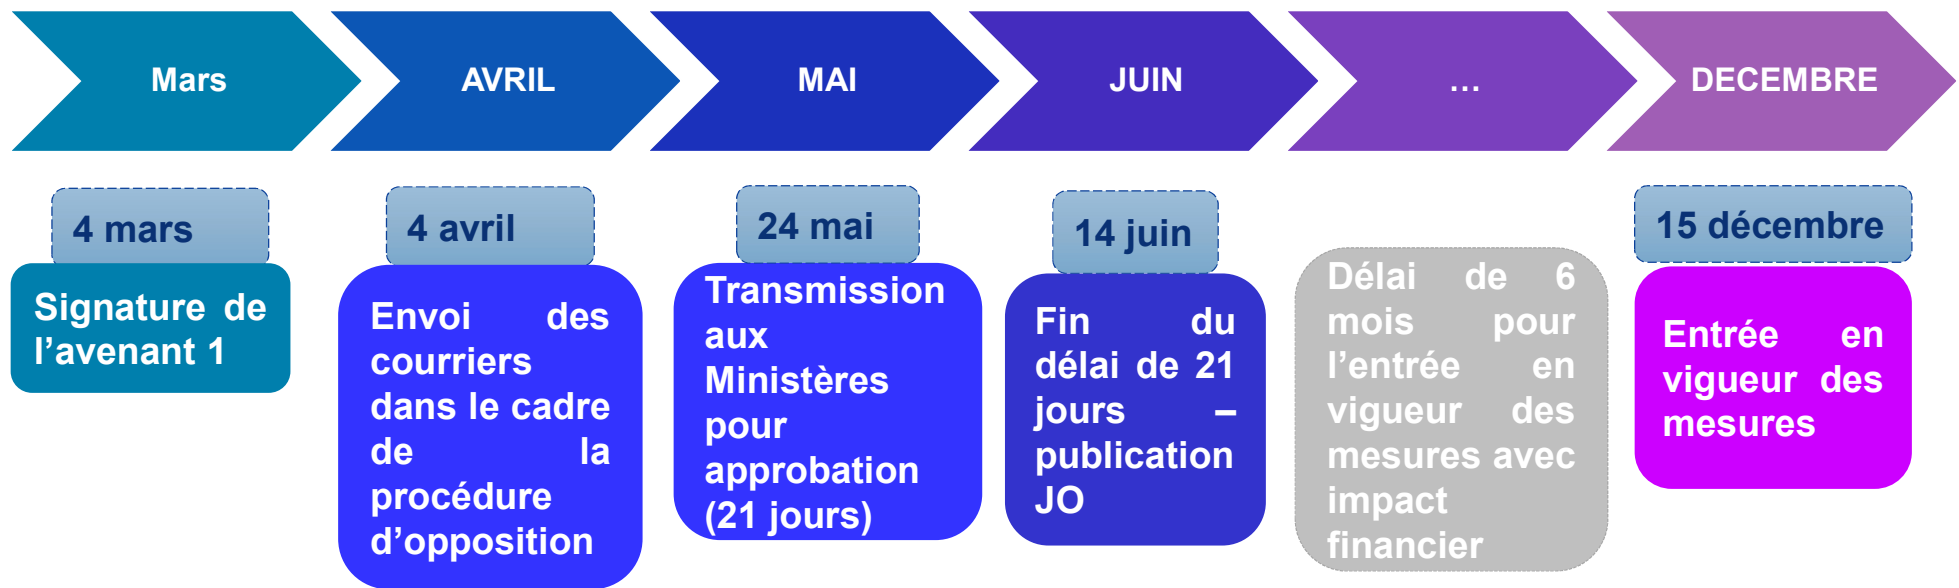 Mars
AVRIL
MAI
JUIN
…
DECEMBRE
4 mars
Signature de
l’avenant 1
4 avril
Envoi des
courriers
dans le cadre
de la
procédure
d’opposition
24 mai
Transmission
aux
Ministères
pour
approbation
(21 jours)
14 juin
Fin du
délai de 21
jours –
publication
JO
Délai de 6
mois pour
l’entrée en
vigueur des
mesures avec
impact
financier
15 décembre
Entrée en
vigueur des
mesures